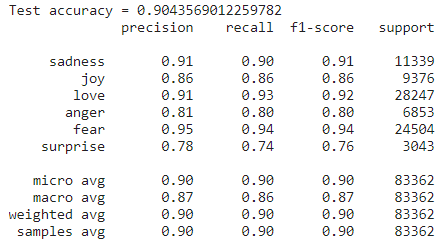 Test accuracy = 0.9043569012259782
precision recall f1-score support
sadness 0.91 0.90 0.91 11339
joy 0.86 0.86 0.86 9376
love 0.91 0.93 0.92 28247
anger 0.81 0.80 0.80 6853
fear 0.95 0.94 0.94 24504
surprise 0.78 0.74 0.76 3043
micro avg 0.90 0.90 0.90 83362
macro avg 0.87 0.86 0.87 83362
weighted avg 0.90 0.90 0.90 83362
samples avg 0.90 0.90 0.90 83362